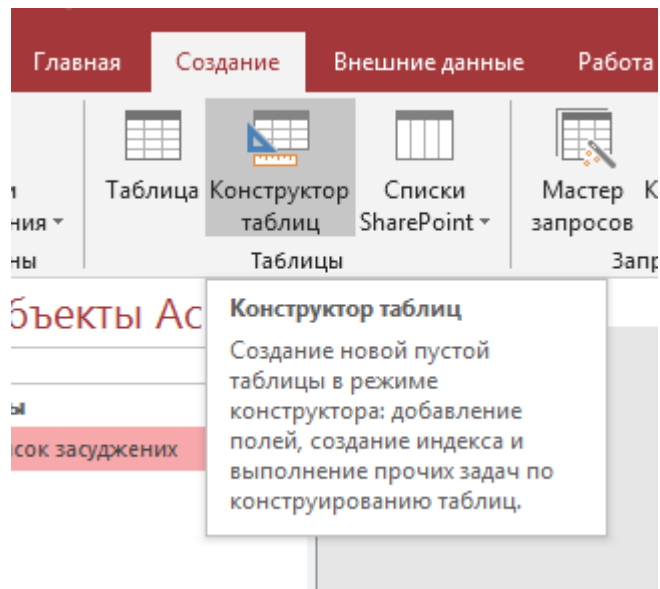 Главная Создание Внешние данные Работа
Таблица Конструктор таблиц Списки SharePoint Мастер запросов
Таблицы
Конструктор таблиц
Создание новой пустой
таблицы в режиме
конструктора: добавление
полей, создание индекса и
выполнение прочих задач по
конструированию таблиц.
засуджених